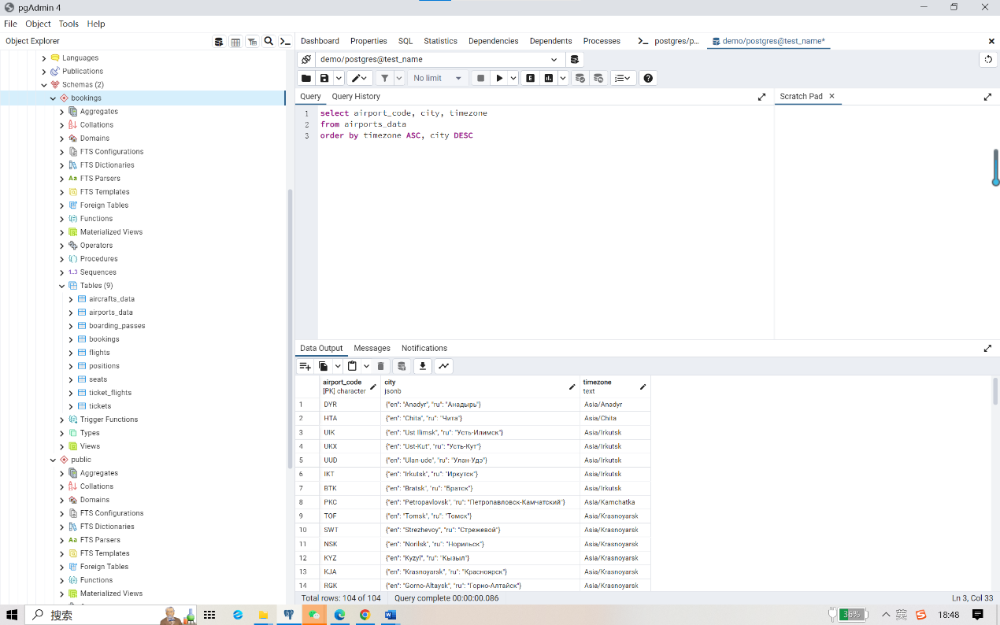 pgAdmin 4
File Object Tools Help
Object Explorer
Dashboard Properties SQL Statistics Dependencies Dependents Processes postgres/p... demo/postgres@test_name*
demo/postgres@test_name
No limit
Query Query History
Scratch Pad
1 select airport_code, city, timezone
2 from airports_data
3 order by timezone ASC, city DESC
Languages
Publications
Schemas (2)
bookings
Aggregates
Collations
Domains
FTS Configurations
FTS Dictionaries
FTS Parsers
FTS Templates
Foreign Tables
Functions
Materialized Views
Operators
Procedures
Sequences
Tables (9)
aircrafts_data
airports_data
boarding_passes
bookings
flights
positions
seats
ticket_flights
tickets
Trigger Functions
Types
Views
public
Aggregates
Collations
Domains
FTS Configurations
FTS Dictionaries
FTS Parsers
FTS Templates
Foreign Tables
Functions
Materialized Views
Data Output Messages Notifications
airport_code city timezone
[PK] character jsonb text
1 DYR {"en": "Anadyr", "ru": "Анадырь"} Asia/Anadyr
2 HTA {"en": "Chita", "ru": "Чита"} Asia/Chita
3 UIK {"en": "Ust Ilimsk", "ru": "Усть-Илимск"} Asia/Irkutsk
4 UKX {"en": "Ust-Kut", "ru": "Усть-Кут"} Asia/Irkutsk
5 UUD {"en": "Ulan-ude", "ru": "Улан-Удэ"} Asia/Irkutsk
6 IKT {"en": "Irkutsk", "ru": "Иркутск"} Asia/Irkutsk
7 BTK {"en": "Bratsk", "ru": "Братск"} Asia/Irkutsk
8 PKC {"en": "Petropavlovsk", "ru": "Петропавловск-Камчатский"} Asia/Kamchatka
9 TOF {"en": "Tomsk", "ru": "Томск"} Asia/Krasnoyarsk
10 SWT {"en": "Strezhevoy", "ru": "Стрежевой"} Asia/Krasnoyarsk
11 NSK {"en": "Norilsk", "ru": "Норильск"} Asia/Krasnoyarsk
12 KYZ {"en": "Kyzyl", "ru": "Кызыл"} Asia/Krasnoyarsk
13 KJA {"en": "Krasnoyarsk", "ru": "Красноярск"} Asia/Krasnoyarsk
14 RGK {"en": "Gorno-Altaysk", "ru": "Горно-Алтайск"} Asia/Krasnoyarsk
Total rows: 104 of 104 Query complete 00:00:00.086 Ln 3, Col 33
搜索
36%
英
18:48